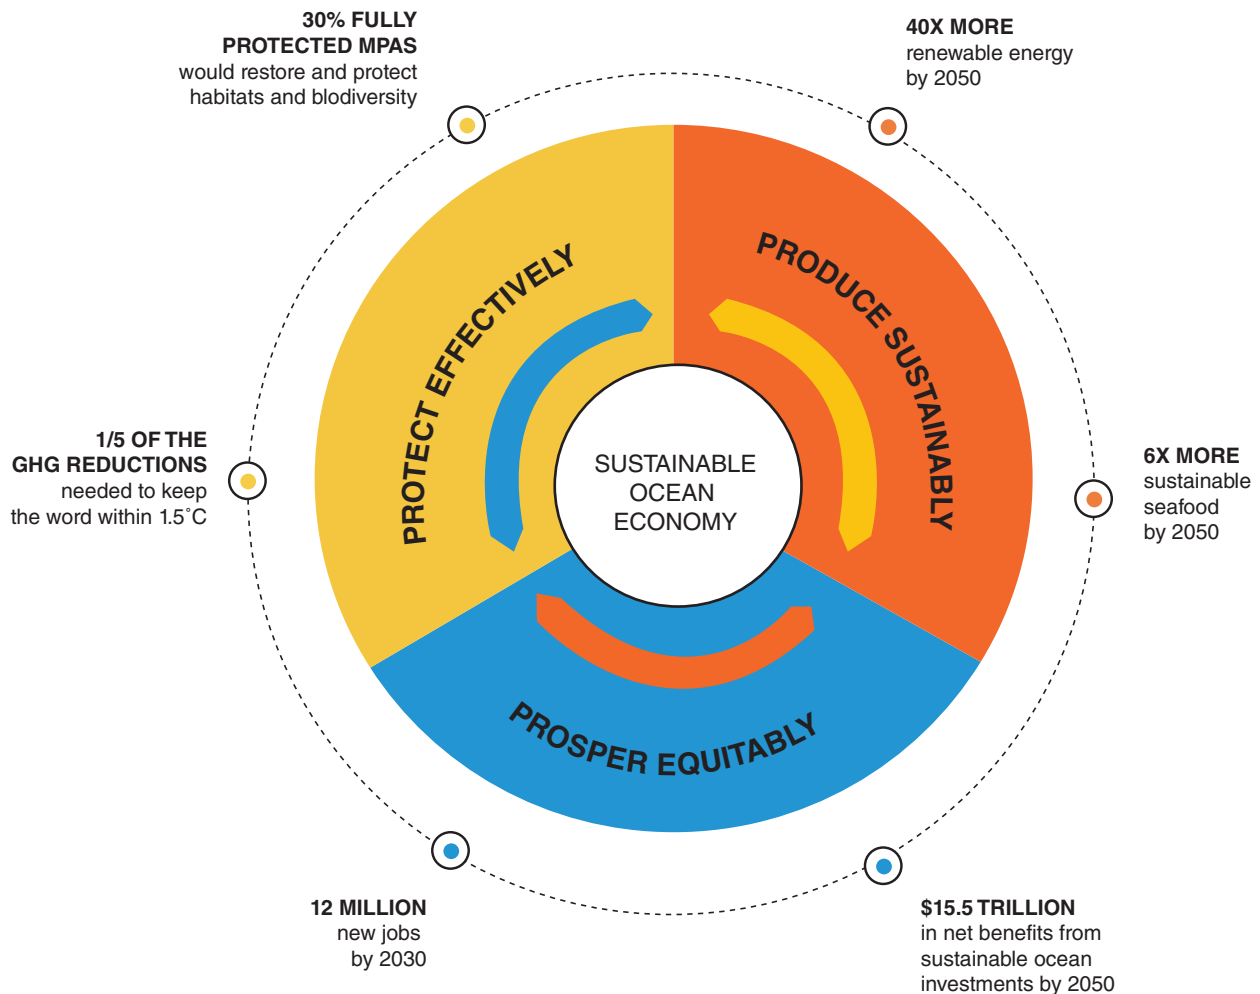 30% FULLY
PROTECTED MPAS
would restore and protect
habitats and blodiversity
40X MORE
renewable energy
by 2050
PROTECT EFFECTIVELY
PRODUCE SUSTAINABLY
1/5 OF THE
GHG REDUCTIONS
needed to keep
the word within 1.5˚C
SUSTAINABLE
OCEAN
ECONOMY
6X MORE
sustainable
seafood
by 2050
PROSPER EQUITABLY
12 MILLION
new jobs
by 2030
$15.5 TRILLION
in net benefits from
sustainable ocean
investments by 2050